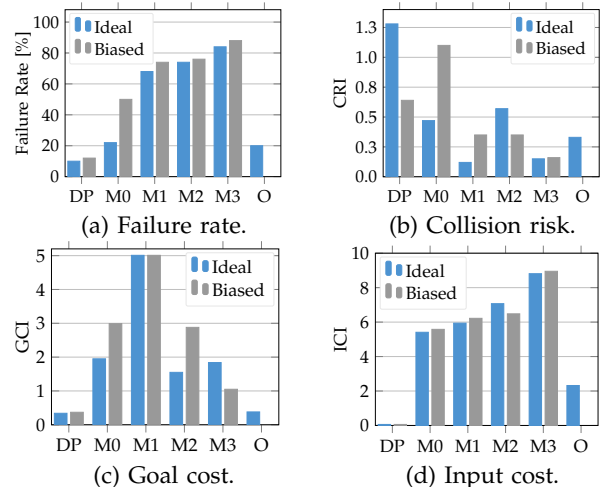 Failure Rate [%]
100
80
60
40
20
0
Ideal
Biased
DP M0 M1 M2 M3 O
(a) Failure rate.
CRI
1.3
1.0
0.8
0.5
0.3
0.0
Ideal
Biased
DP M0 M1 M2 M3 O
(b) Collision risk.
GCI
5
3
2
1
0
Ideal
Biased
DP M0 M1 M2 M3 O
(c) Goal cost.
ICI
10
8
6
4
2
0
Ideal
Biased
DP M0 M1 M2 M3 O
(d) Input cost.